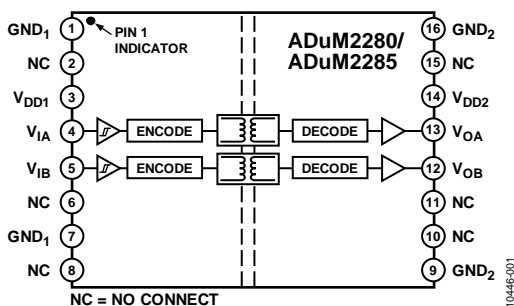 GND1 1
PIN 1
INDICATOR
ADuM2280/
ADuM2285
16 GND2
NC 2
15 NC
VDD1 3
14 VDD2
VIA 4
ENCODE
DECODE
13 VOA
VIB 5
ENCODE
DECODE
12 VOB
NC 6
11 NC
GND1 7
10 NC
NC 8
9 GND2
NC = NO CONNECT
10446-001